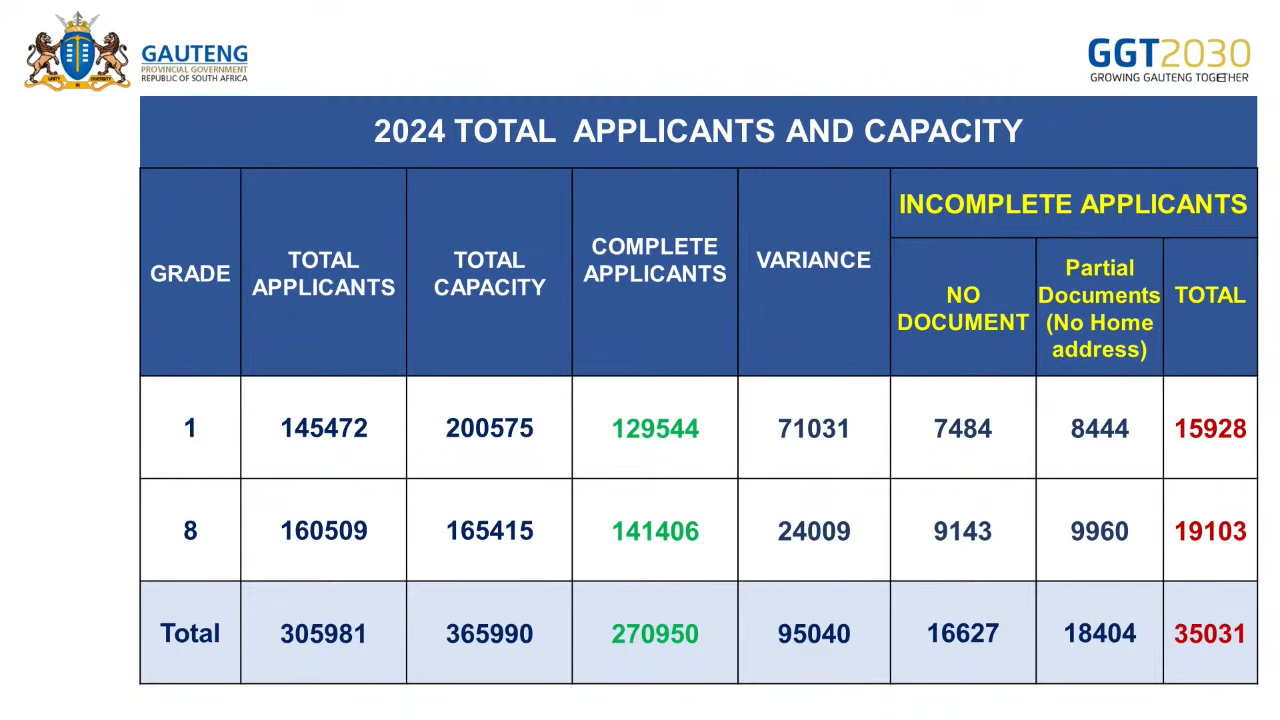 GAUTENG
PROVINCIAL GOVERNMENT
REPUBLIC OF SOUTH AFRICA
UNITY IN DIVERSITY
GGT2030
GROWING GAUTENG TOGETHER
2024 TOTAL APPLICANTS AND CAPACITY
GRADE
TOTAL
APPLICANTS
TOTAL
CAPACITY
COMPLETE
APPLICANTS
VARIANCE
INCOMPLETE APPLICANTS
NO
DOCUMENT
Partial
Documents
(No Home
address)
TOTAL
1 145472 200575 129544 71031 7484 8444 15928
8 160509 165415 141406 24009 9143 9960 19103
Total 305981 365990 270950 95040 16627 18404 35031